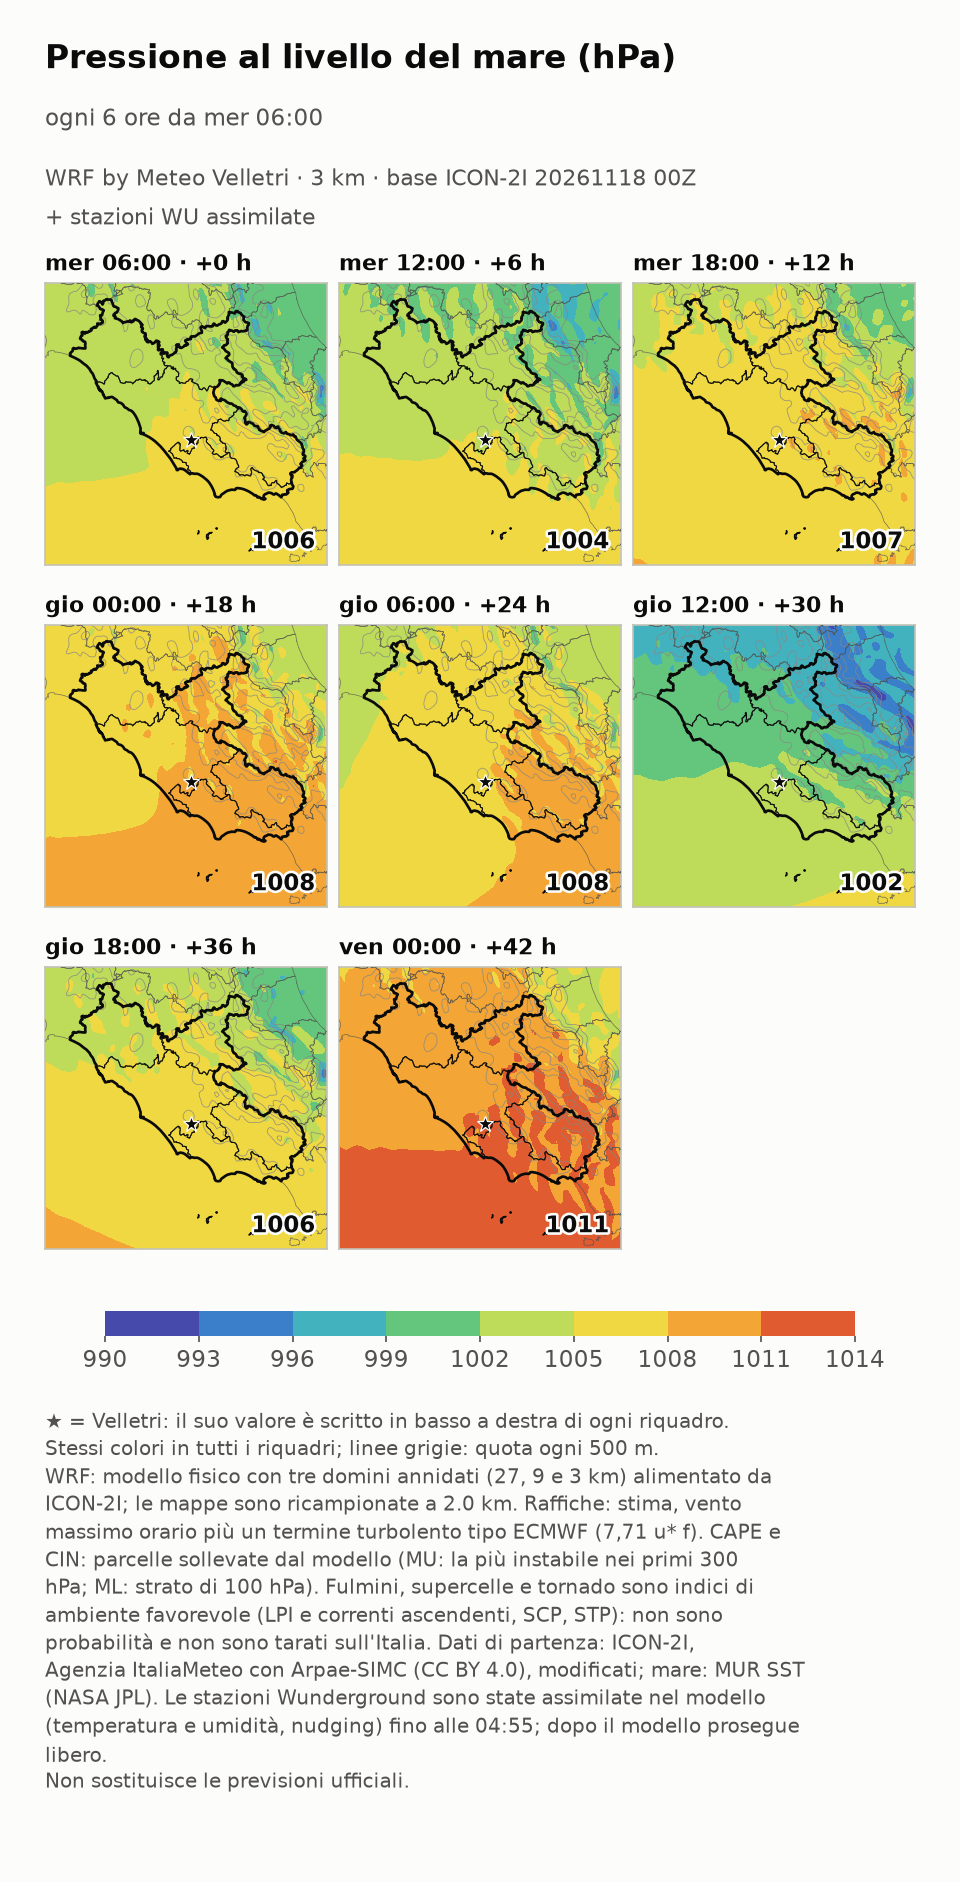 Pressione al livello del mare (hPa)
ogni 6 ore da mer 06:00
WRF by Meteo Velletri · 3 km · base ICON-2I 20261118 00Z
+ stazioni WU assimilate
mer 06:00 · +0 h
mer 12:00 · +6 h
mer 18:00 · +12 h
1006
1004
1007
gio 00:00 · +18 h
gio 06:00 · +24 h
gio 12:00 · +30 h
1008
1008
1002
gio 18:00 · +36 h
ven 00:00 · +42 h
1006
1011
990 993 996 999 1002 1005 1008 1011 1014
★ = Velletri: il suo valore è scritto in basso a destra di ogni riquadro.
Stessi colori in tutti i riquadri; linee grigie: quota ogni 500 m.
WRF: modello fisico con tre domini annidati (27, 9 e 3 km) alimentato da
ICON-2I; le mappe sono ricampionate a 2.0 km. Raffiche: stima, vento
massimo orario più un termine turbolento tipo ECMWF (7,71 u* f). CAPE e
CIN: parcelle sollevate dal modello (MU: la più instabile nei primi 300
hPa; ML: strato di 100 hPa). Fulmini, supercelle e tornado sono indici di
ambiente favorevole (LPI e correnti ascendenti, SCP, STP): non sono
probabilità e non sono tarati sull'Italia. Dati di partenza: ICON-2I,
Agenzia ItaliaMeteo con Arpae-SIMC (CC BY 4.0), modificati; mare: MUR SST
(NASA JPL). Le stazioni Wunderground sono state assimilate nel modello
(temperatura e umidità, nudging) fino alle 04:55; dopo il modello prosegue
libero.
Non sostituisce le previsioni ufficiali.